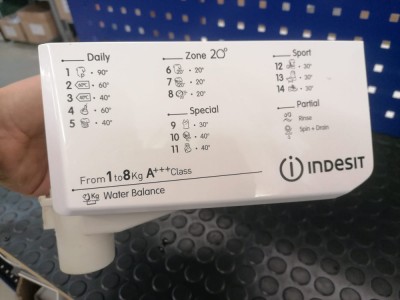 Daily
1 90°
2 60°
3 40°
4 60°
5 40°
Zone 20°
6 20°
7 20°
8 20°
Special
9 30°
10 40°
11 40°
Sport
12 30°
13 30°
14 30°
Partial
Rinse
Spin + Drain
From 1 to 8 Kg A+++ Class
Kg Water Balance
indesit